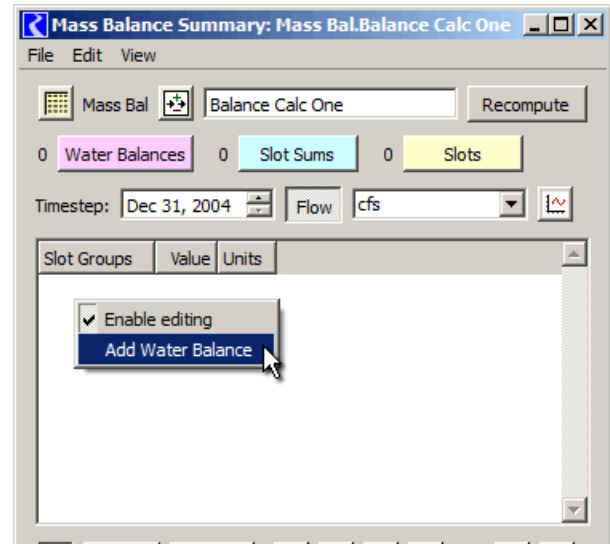 Mass Balance Summary: Mass Bal.Balance Calc One
File Edit View
Mass Bal Balance Calc One Recompute
0 Water Balances 0 Slot Sums 0 Slots
Timestep: Dec 31, 2004 Flow cfs
Slot Groups Value Units
Enable editing
Add Water Balance